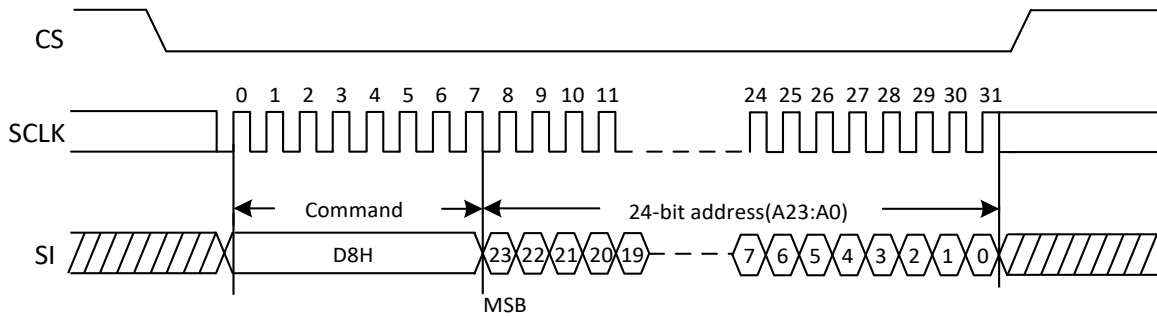 CS
0 1 2 3 4 5 6 7 8 9 10 11 24 25 26 27 28 29 30 31
SCLK
Command 24-bit address(A23:A0)
SI D8H 23 22 21 20 19 7 6 5 4 3 2 1 0
MSB